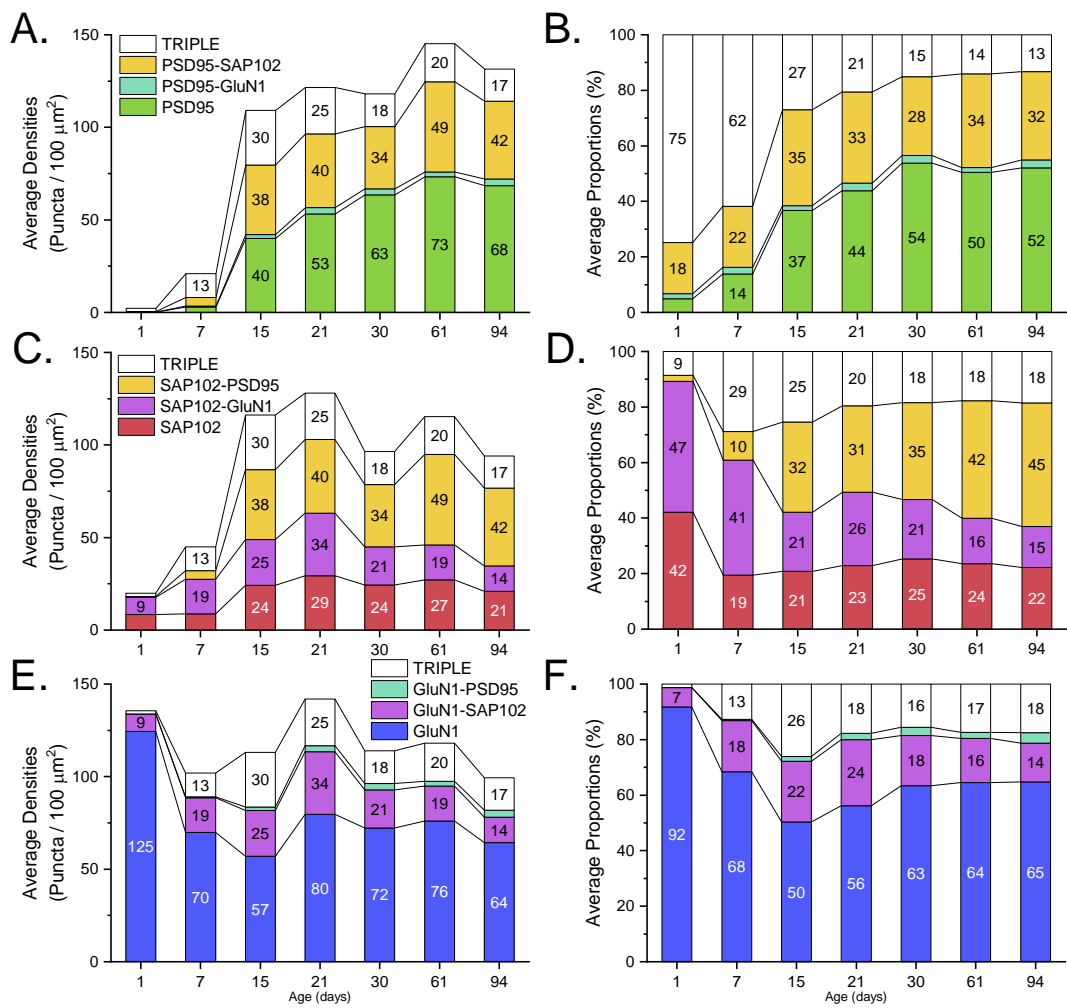 A.
Average Densities
(Puncta / 100 μm²)
150
100
50
0
TRIPLE
PSD95-SAP102
PSD95-GluN1
PSD95
13
30 25 18 20 17
38 40 34 49 42
40 53 63 73 68
1 7 15 21 30 61 94
B.
Average Proportions (%)
100
80
60
40
20
0
75 62 27 21 15 14 13
18 22 35 33 28 34 32
14 37 44 54 50 52
1 7 15 21 30 61 94
C.
Average Densities
(Puncta / 100 μm²)
150
100
50
0
TRIPLE
SAP102-PSD95
SAP102-GluN1
SAP102
13 30 25 18 20 17
38 40 34 49 42
9 19 25 34 21 19 14
24 29 24 27 21
1 7 15 21 30 61 94
D.
Average Proportions (%)
100
80
60
40
20
0
9 29 25 20 18 18 18
10 32 31 35 42 45
47 41 21 26 21 16 15
42 19 21 23 25 24 22
1 7 15 21 30 61 94
E.
Average Densities
(Puncta / 100 μm²)
150
100
50
0
TRIPLE
GluN1-PSD95
GluN1-SAP102
GluN1
13 30 25 18 20 17
9 19 25 34 21 19 14
125 70 57 80 72 76 64
1 7 15 21 30 61 94
Age (days)
F.
Average Proportions (%)
100
80
60
40
20
0
13 26 18 16 17 18
7 18 22 24 18 16 14
92 68 50 56 63 64 65
1 7 15 21 30 61 94
Age (days)